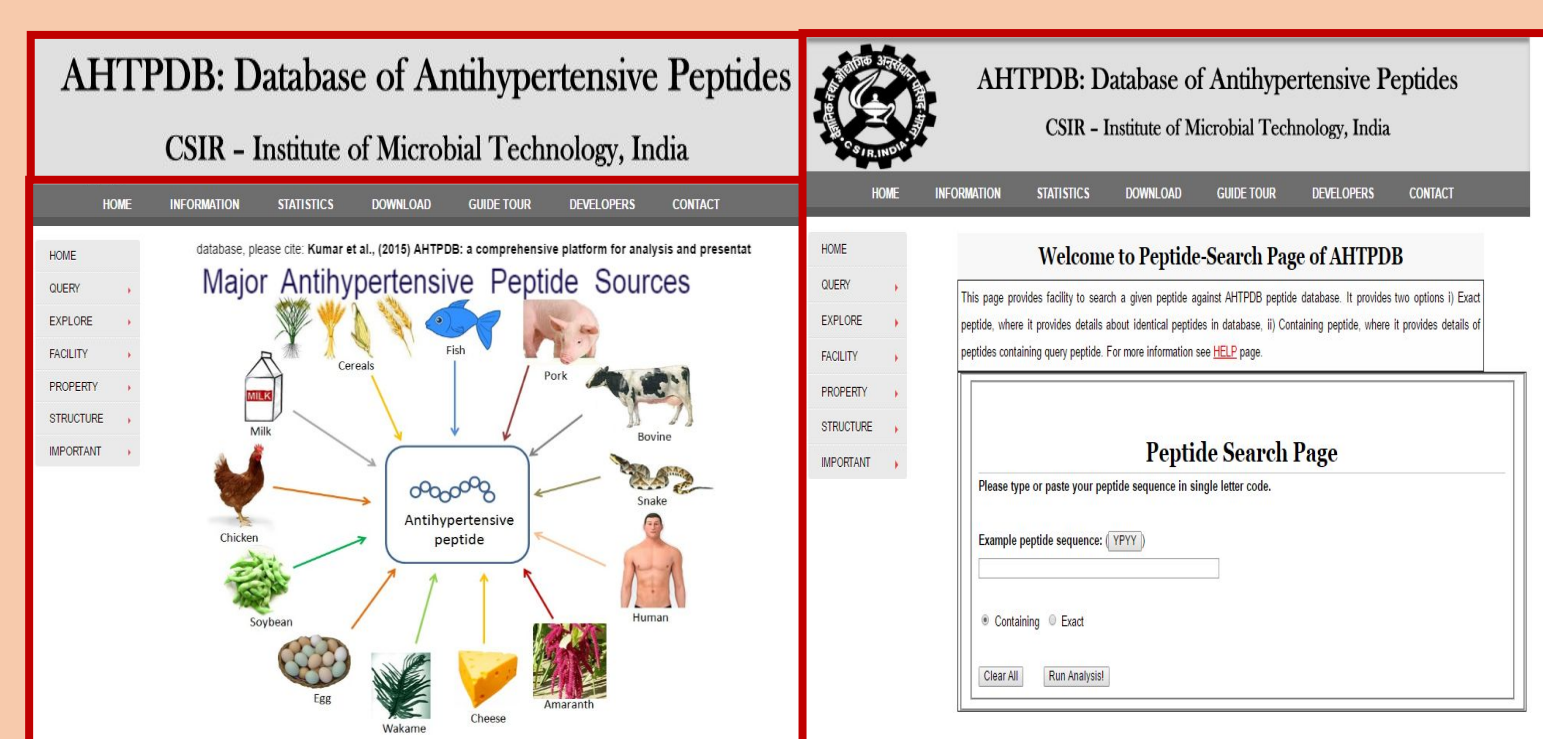 AHTPDB: Database of Antihypertensive Peptides
CSIR – Institute of Microbial Technology, India
HOME INFORMATION STATISTICS DOWNLOAD GUIDE TOUR DEVELOPERS CONTACT
HOME
QUERY
EXPLORE
FACILITY
PROPERTY
STRUCTURE
IMPORTANT
database, please cite: Kumar et al., (2015) AHTPDB: a comprehensive platform for analysis and presentat
Major Antihypertensive Peptide Sources
Cereals
Fish
Pork
MILK
Milk
Bovine
Chicken
Snake
Antihypertensive
peptide
Soybean
Human
Egg
Wakame
Cheese
Amaranth
वैज्ञानिक तथा औद्योगिक अनुसंधान परिषद-भारत
CSIR.INDIA
AHTPDB: Database of Antihypertensive Peptides
CSIR – Institute of Microbial Technology, India
HOME INFORMATION STATISTICS DOWNLOAD GUIDE TOUR DEVELOPERS CONTACT
HOME
QUERY
EXPLORE
FACILITY
PROPERTY
STRUCTURE
IMPORTANT
Welcome to Peptide-Search Page of AHTPDB
This page provides facility to search a given peptide against AHTPDB peptide database. It provides two options i) Exact
peptide, where it provides details about identical peptides in database, ii) Containing peptide, where it provides details of
peptides containing query peptide. For more information see HELP page.
Peptide Search Page
Please type or paste your peptide sequence in single letter code.
Example peptide sequence: ( YPYY )
Containing Exact
Clear All Run Analysis!